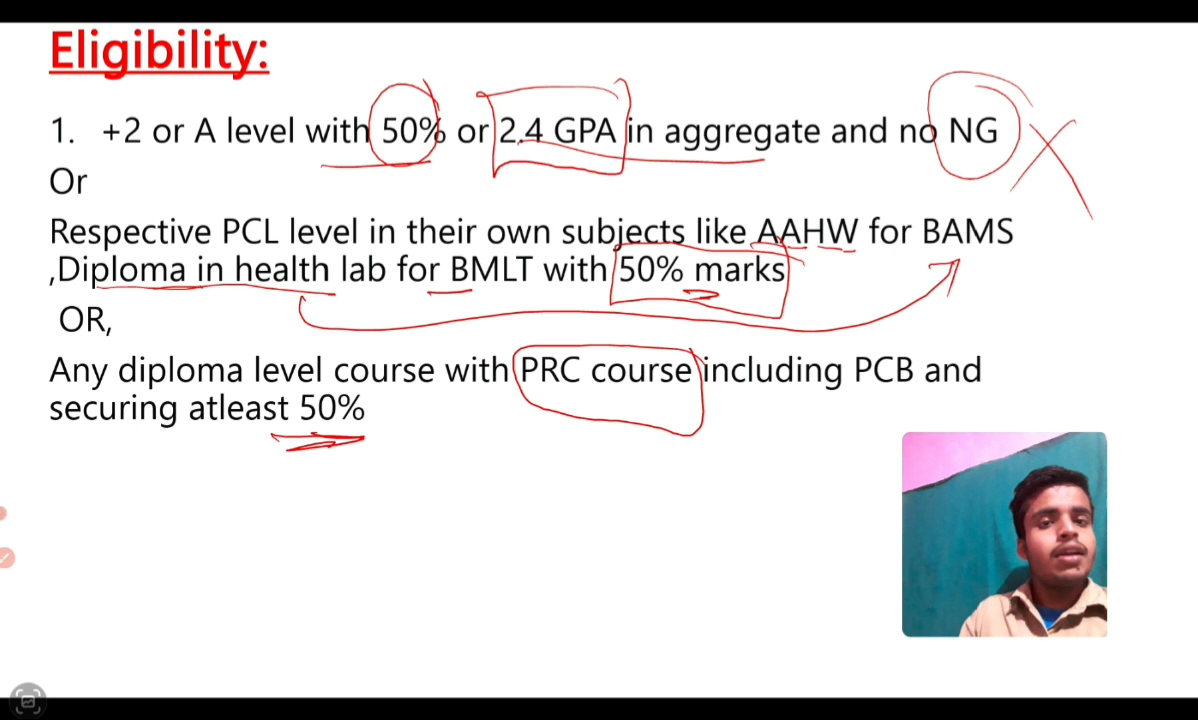 Eligibility:
1. +2 or A level with 50% or 2.4 GPA in aggregate and no NG
Or
Respective PCL level in their own subjects like AAHW for BAMS
,Diploma in health lab for BMLT with 50% marks
OR,
Any diploma level course with PRC course including PCB and
securing atleast 50%